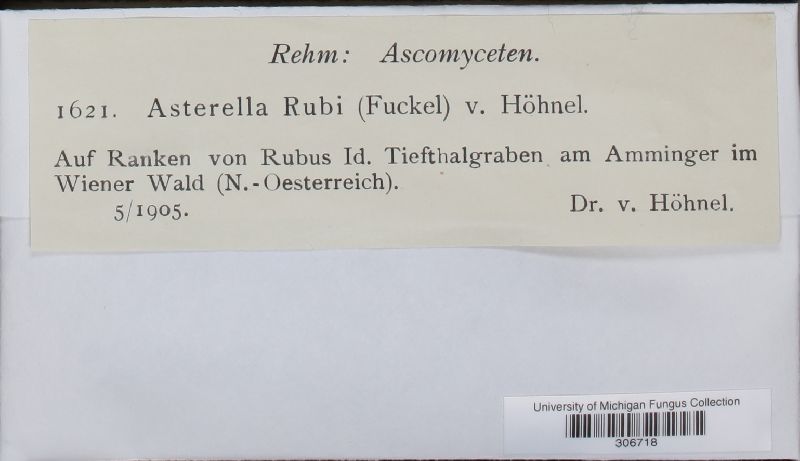 Rehm: Ascomyceten.
1621. Asterella Rubi (Fuckel) v. Höhnel.
Auf Ranken von Rubus Id. Tiefthalgraben am Amminger im
Wiener Wald (N.-Oesterreich).
5/1905.
Dr. v. Höhnel.
University of Michigan Fungus Collection
306718